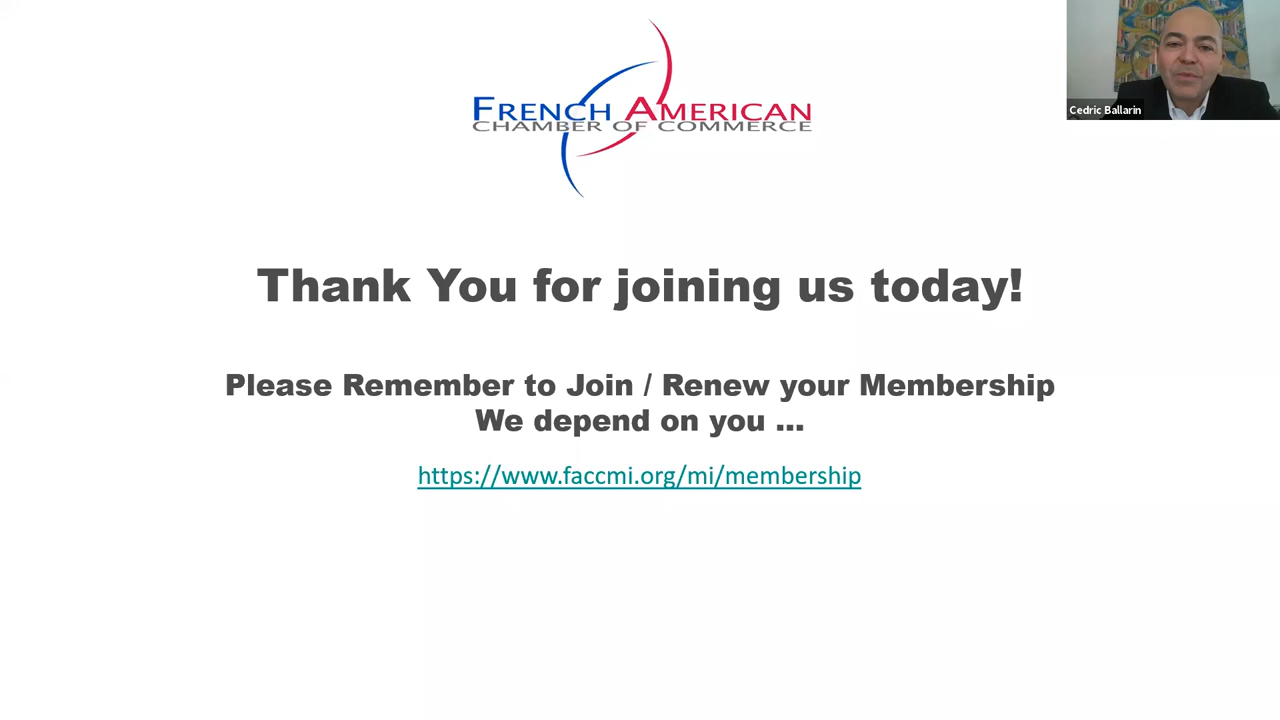 FRENCH AMERICAN
CHAMBER OF COMMERCE
Cedric Ballarin
Thank You for joining us today!
Please Remember to Join / Renew your Membership
We depend on you ...
https://www.faccmi.org/mi/membership